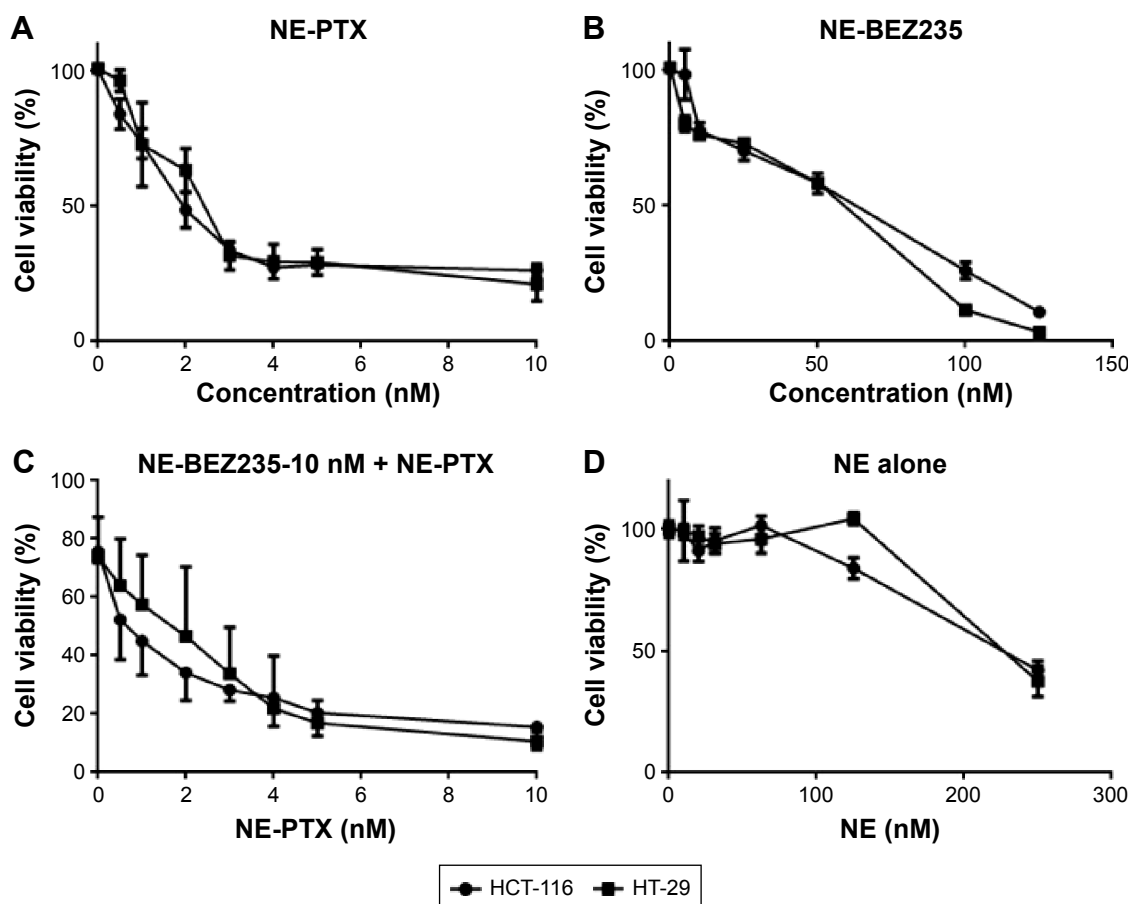 A
NE-PTX
Cell viability (%)
100
50
0
0 2 4 6 8 10
Concentration (nM)
B
NE-BEZ235
Cell viability (%)
100
50
0
0 50 100 150
Concentration (nM)
C
NE-BEZ235-10 nM + NE-PTX
Cell viability (%)
100
80
60
40
20
0
0 2 4 6 8 10
NE-PTX (nM)
D
NE alone
Cell viability (%)
100
50
0
0 100 200 300
NE (nM)
HCT-116 HT-29